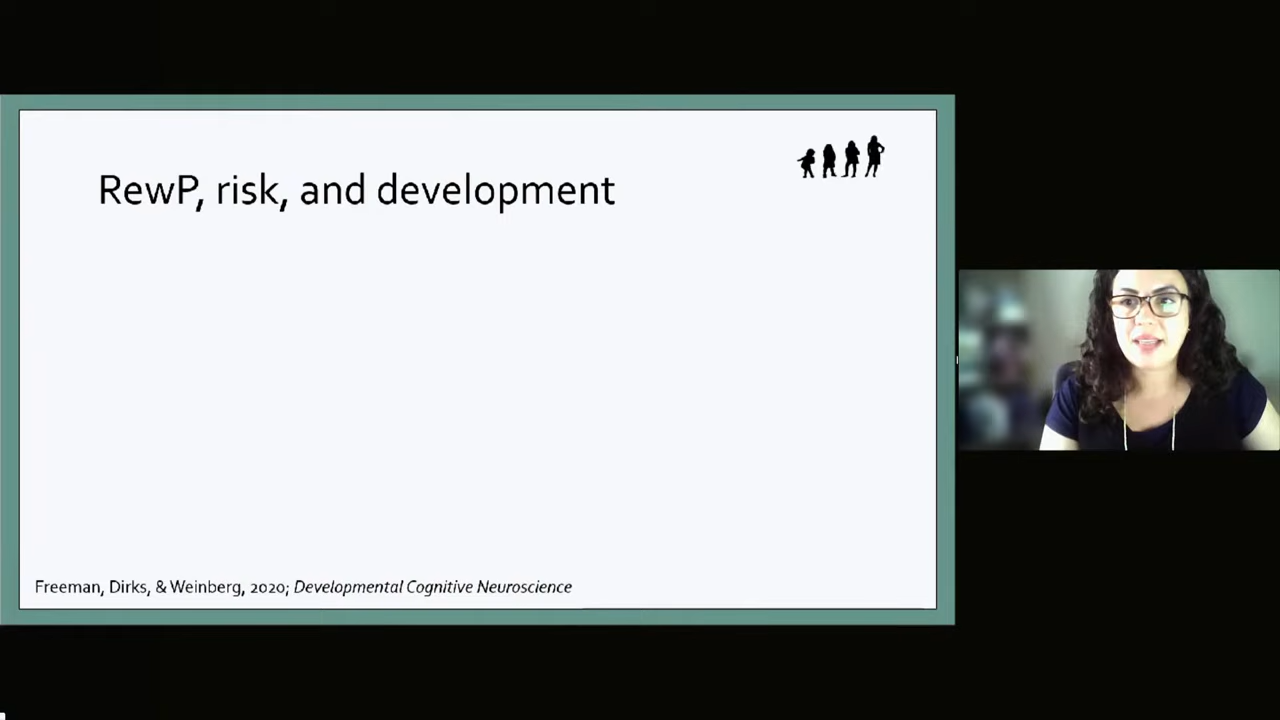 RewP, risk, and development
Freeman, Dirks, & Weinberg, 2020; Developmental Cognitive Neuroscience